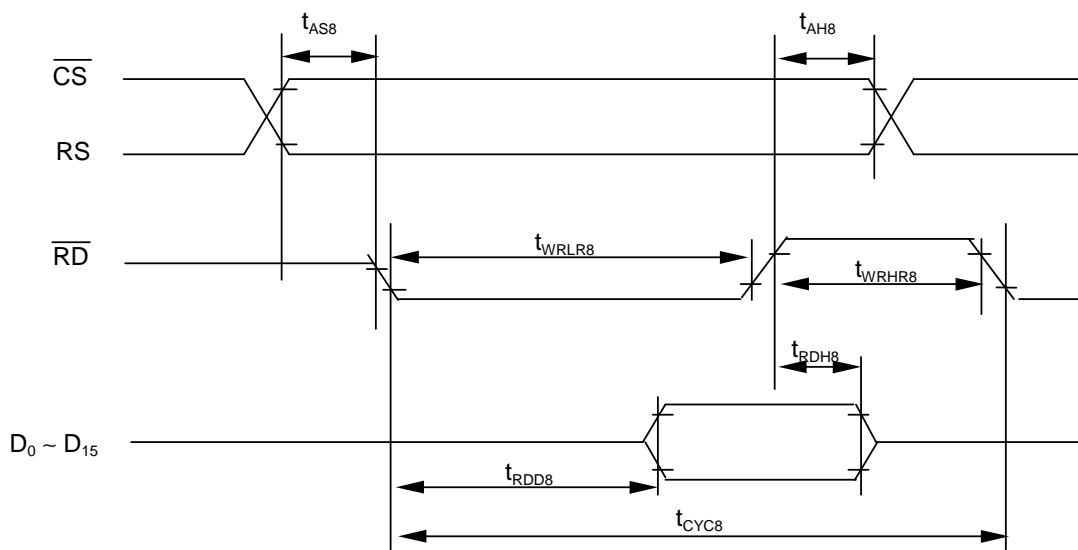 tAS8
tAH8
CS
RS
RD
tWRLR8
tWRHR8
tRDH8
D0 ~ D15
tRDD8
tCYC8